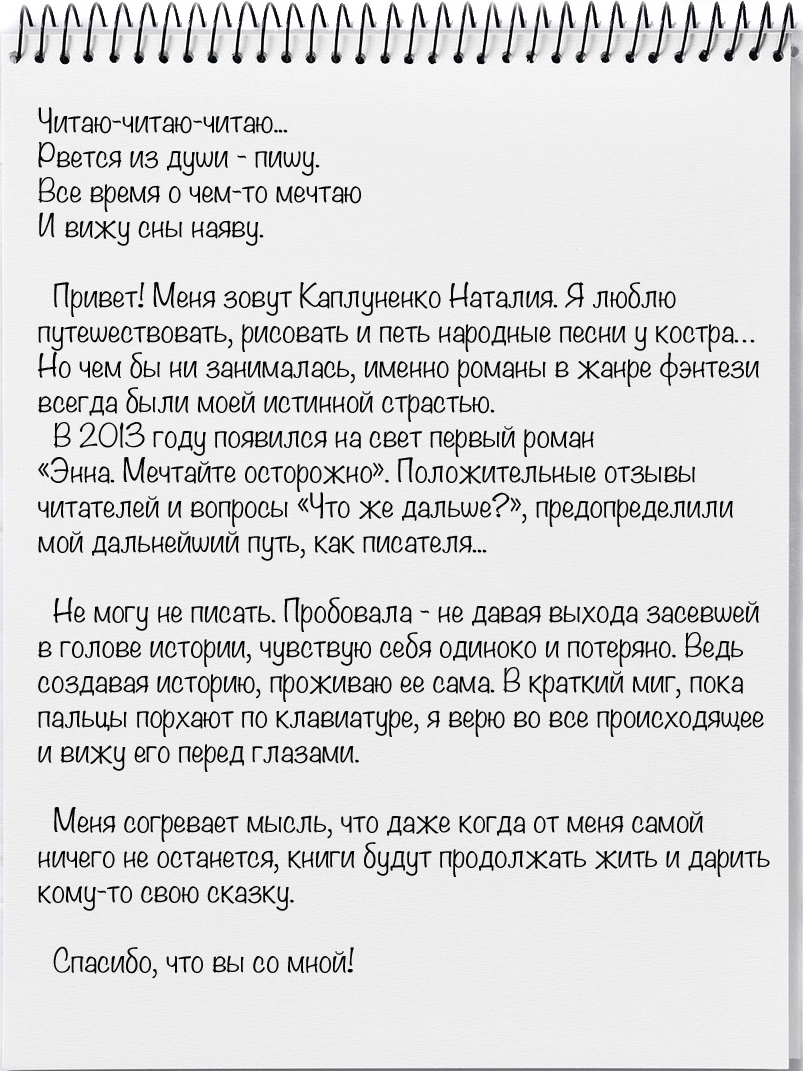 Читаю-читаю-читаю...
Рвется из души - пишу.
Все время о чем-то мечтаю
И вижу сны наяву.
Привет! Меня зовут Каплуненко Наталия. Я люблю
путешествовать, рисовать и петь народные песни у костра...
Но чем бы ни занималась, именно романы в жанре фэнтези
всегда были моей истинной страстью.
В 2013 году появился на свет первый роман
«Энна. Мечтайте осторожно». Положительные отзывы
читателей и вопросы «Что же дальше?», предопределили
мой дальнейший путь, как писателя...
Не могу не писать. Пробовала - не давая выхода засевшей
в голове истории, чувствую себя одиноко и потеряно. Ведь
создавая историю, проживаю ее сама. В краткий миг, пока
пальцы порхают по клавиатуре, я верю во все происходящее
и вижу его перед глазами.
Меня согревает мысль, что даже когда от меня самой
ничего не останется, книги будут продолжать жить и дарить
кому-то свою сказку.
Спасибо, что вы со мной!